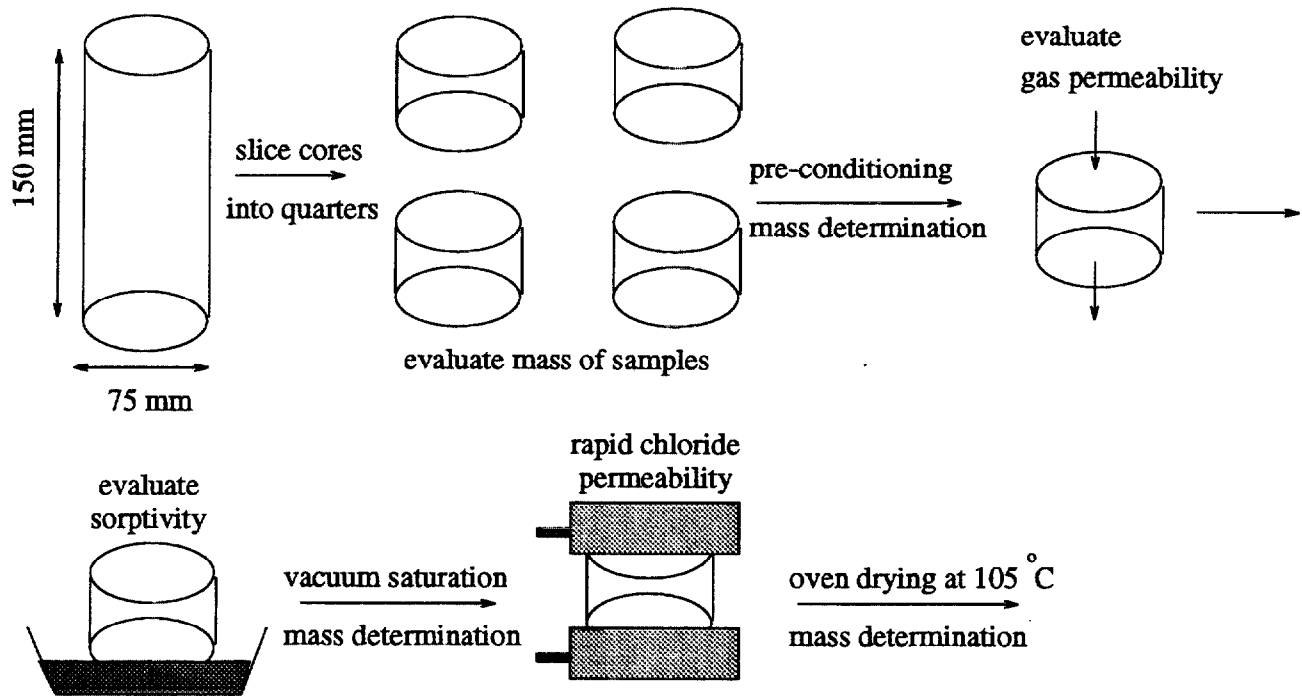 150 mm
75 mm
slice cores
into quarters
evaluate mass of samples
pre-conditioning
mass determination
evaluate
gas permeability
evaluate
sorptivity
vacuum saturation
mass determination
rapid chloride
permeability
oven drying at 105 °C
mass determination